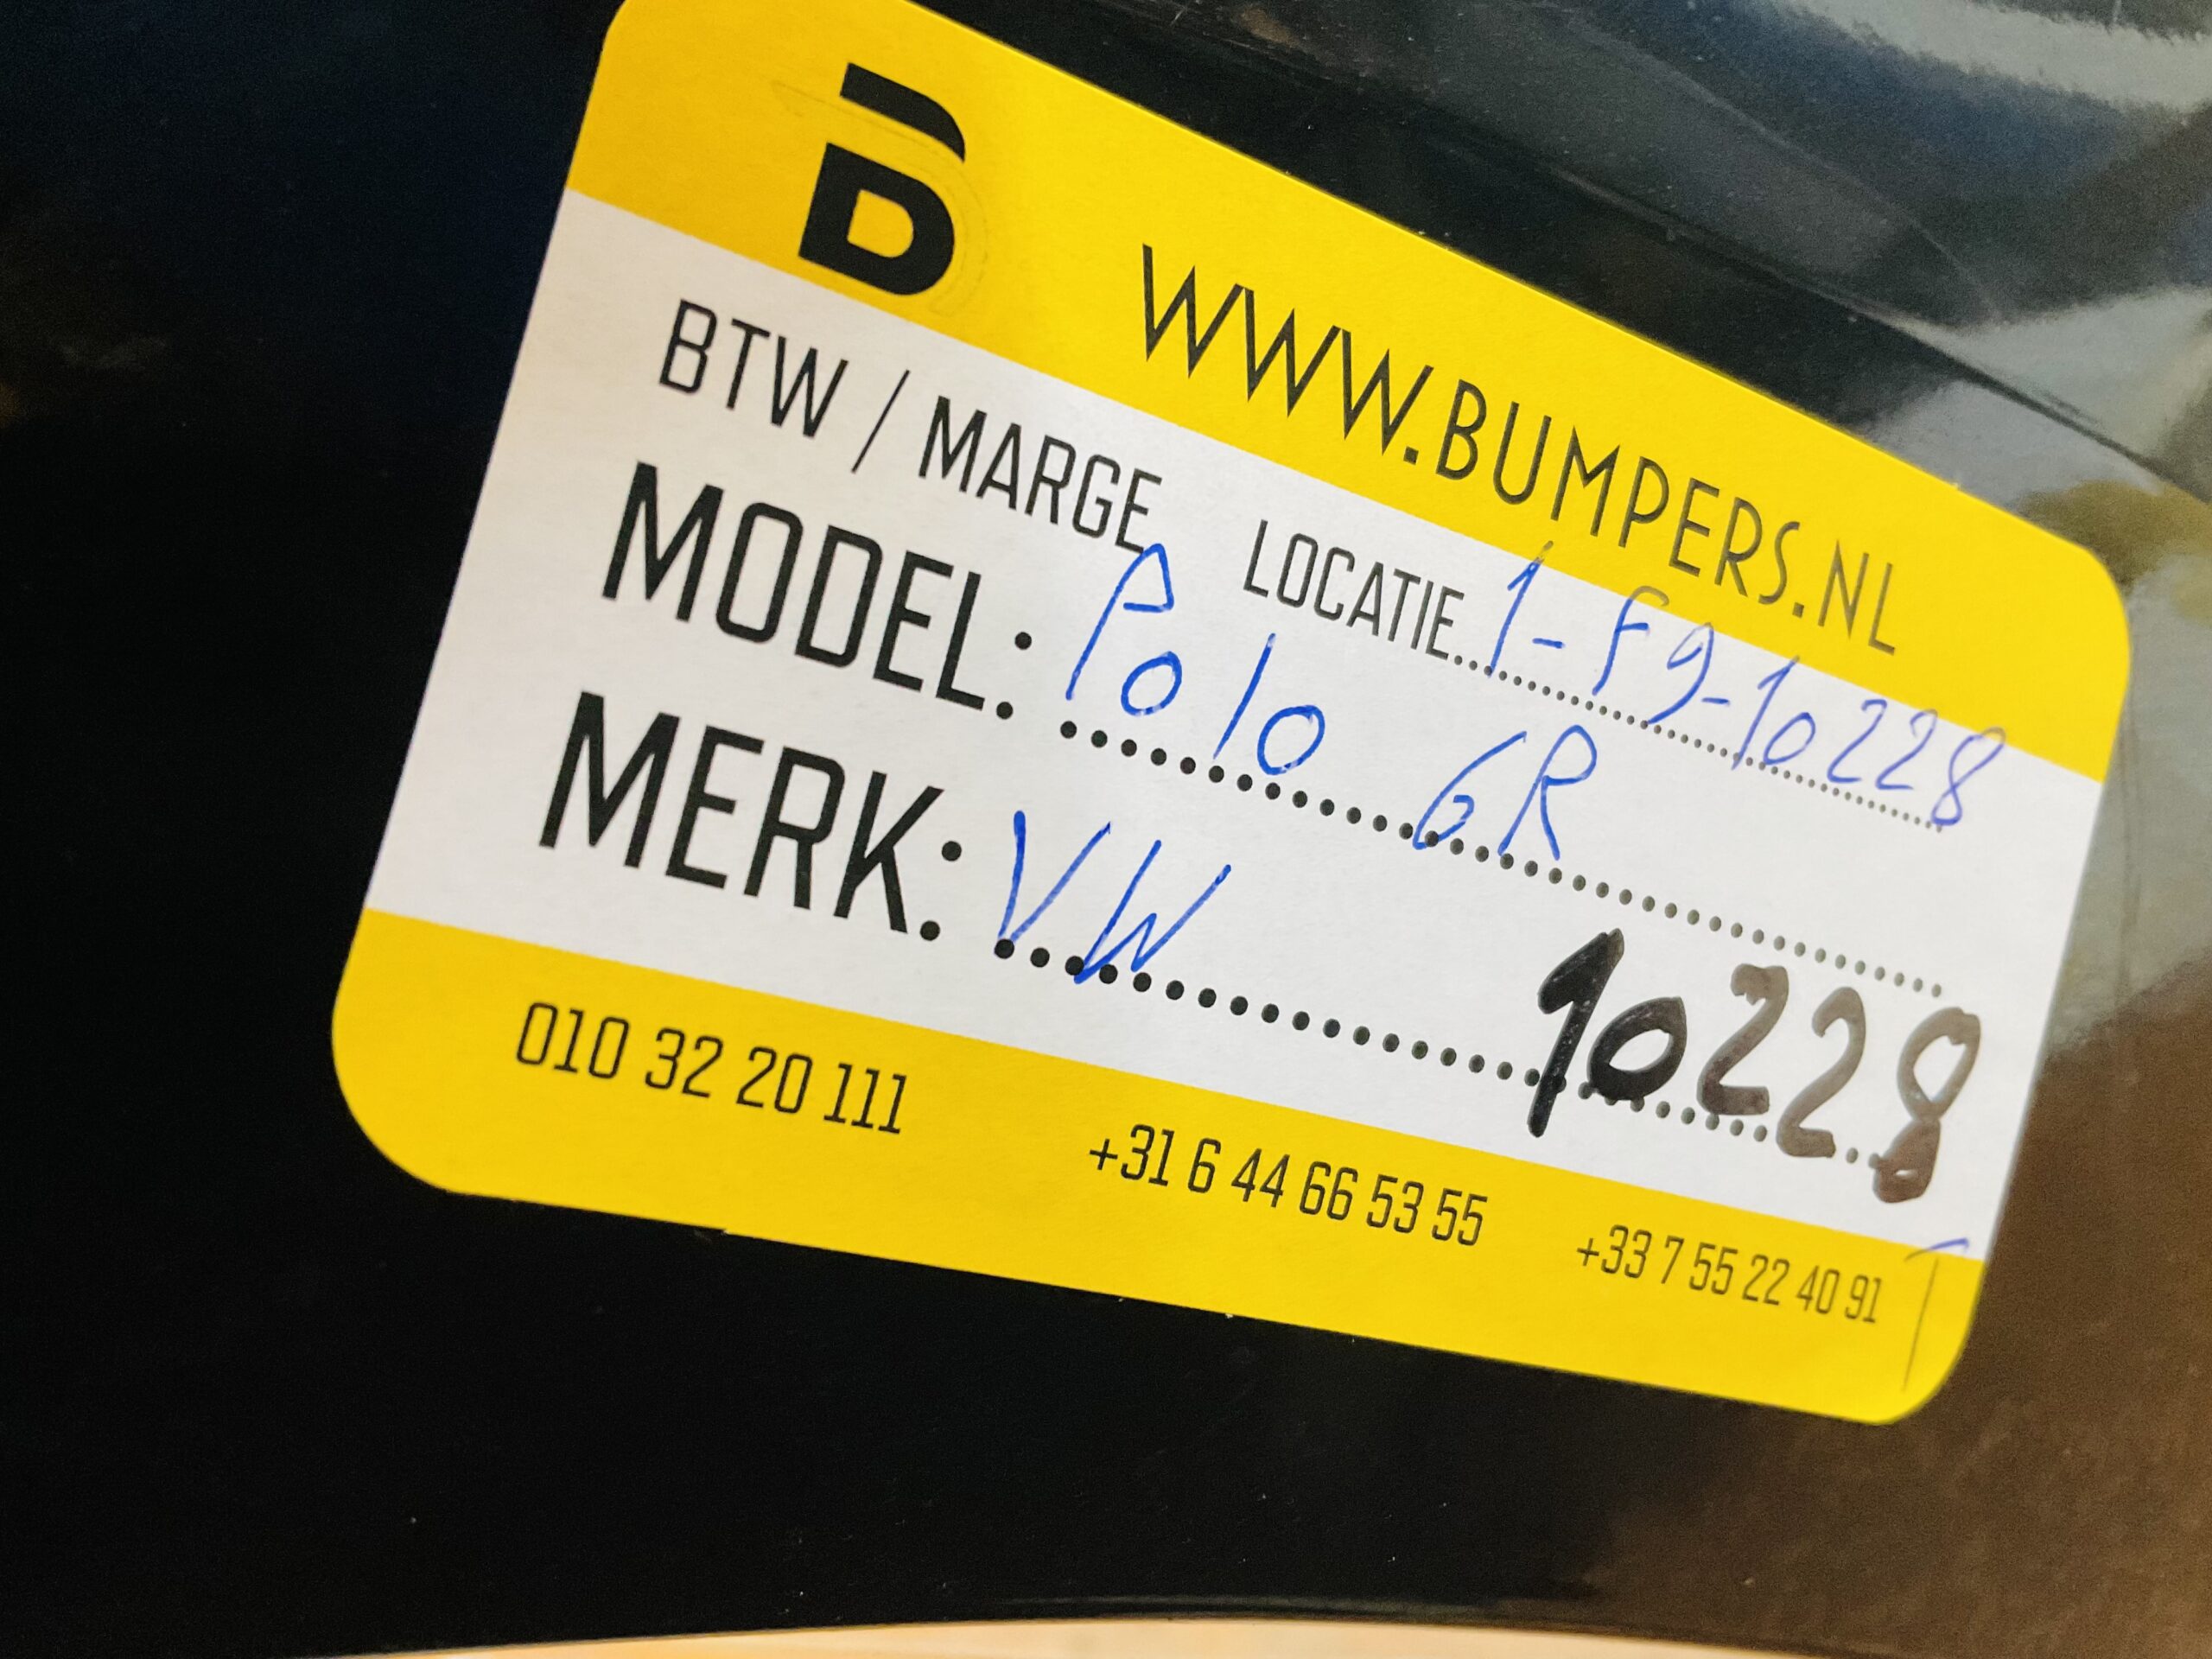 B
WWW.BUMPERS.NL
BTW / MARGE LOCATIE 1-F9-10228
MODEL: Polo 6R
MERK: VW 10228
010 32 20 111 +31 6 44 66 53 55 +33 7 55 22 40 91